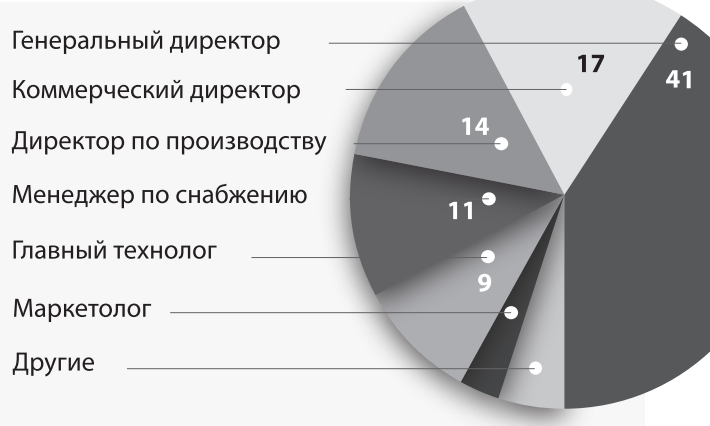 Генеральный директор
17
41
Коммерческий директор
14
Директор по производству
Менеджер по снабжению
11
Главный технолог
9
Маркетолог
Другие